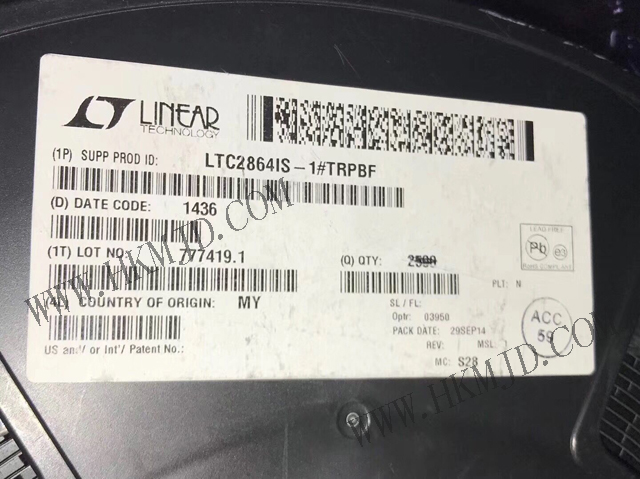 LINEAR
TECHNOLOGY
(1P) SUPP PROD ID: LTC2864IS-1#TRPBF
(D) DATE CODE: 1436
(1T) LOT NO: 777419.1
(Q) QTY:
LEAD FREE
Pb e3
PLT: N
COUNTRY OF ORIGIN: MY
SL / FL:
Optr: 03950
PACK DATE: 29SEP14
REV: MSL
MC: S28
ACC
59
US an/ or Int'/ Patent No.:
WWW.HKMJD.COM
WWW.HKMJD.COM
WWW.HKMJD.COM